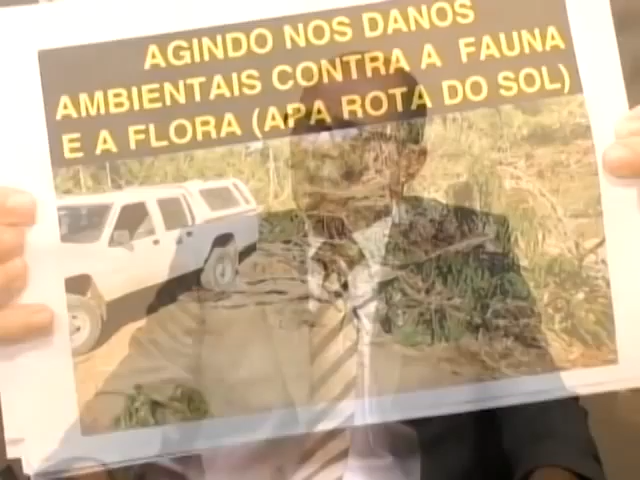 AGINDO NOS DANOS
AMBIENTAIS CONTRA A FAUNA
E A FLORA (APA ROTA DO SOL)